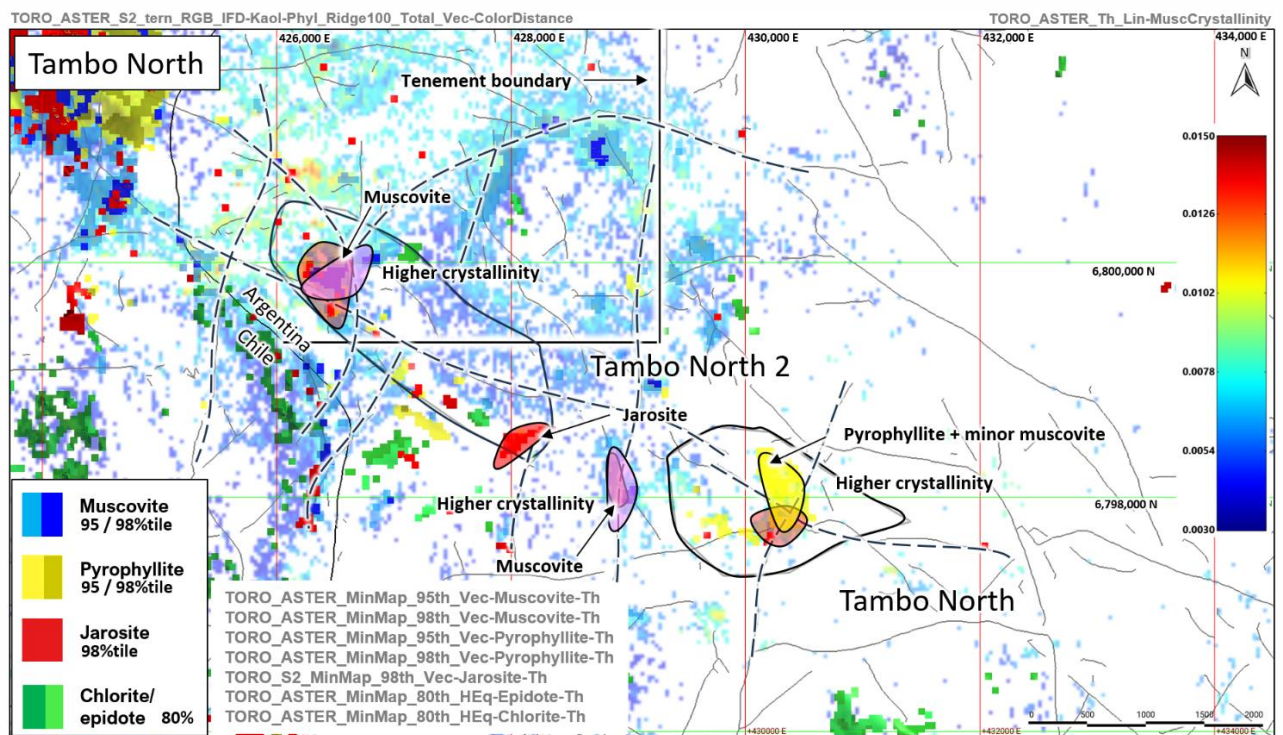 TORO_ASTER_S2_tern_RGB_IFD-Kaol-Phyl_Ridge100_Total_Vec-ColorDistance
TORO_ASTER_Th_Lin-MuscCrystallinity
426,000 E
428,000 E
430,000 E
432,000 E
434,000 E
Tambo North
Tenement boundary
N
0.0150
Muscovite
0.0126
Higher crystallinity
6,800,000 N
0.0102
Argentina
Chile
Tambo North 2
0.0078
Jarosite
Pyrophyllite + minor muscovite
0.0054
Higher crystallinity
Higher crystallinity
6,798,000 N
0.0030
Muscovite
Muscovite
95 / 98%tile
Pyrophyllite
95 / 98%tile
Jarosite
98%tile
Chlorite/
epidote 80%
TORO_ASTER_MinMap_95th_Vec-Muscovite-Th
TORO_ASTER_MinMap_98th_Vec-Muscovite-Th
TORO_ASTER_MinMap_95th_Vec-Pyrophyllite-Th
TORO_ASTER_MinMap_98th_Vec-Pyrophyllite-Th
TORO_S2_MinMap_98th_Vec-Jarosite-Th
TORO_ASTER_MinMap_80th_HEq-Epidote-Th
TORO_ASTER_MinMap_80th_HEq-Chlorite-Th
Tambo North
0 500 1000 1500 2000
+430000 E
+432000 E
+434000 E